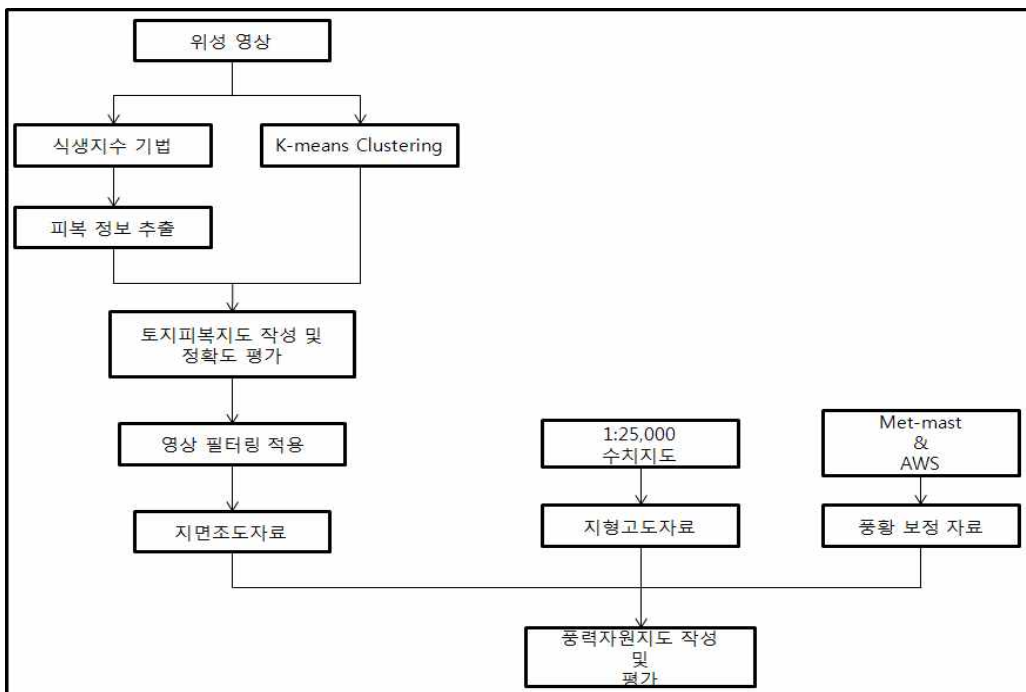 위성 영상
식생지수 기법
K-means Clustering
피복 정보 추출
토지피복지도 작성 및
정확도 평가
영상 필터링 적용
1:25,000
수치지도
Met-mast
&
AWS
지면조도자료
지형고도자료
풍황 보정 자료
풍력자원지도 작성
및
평가